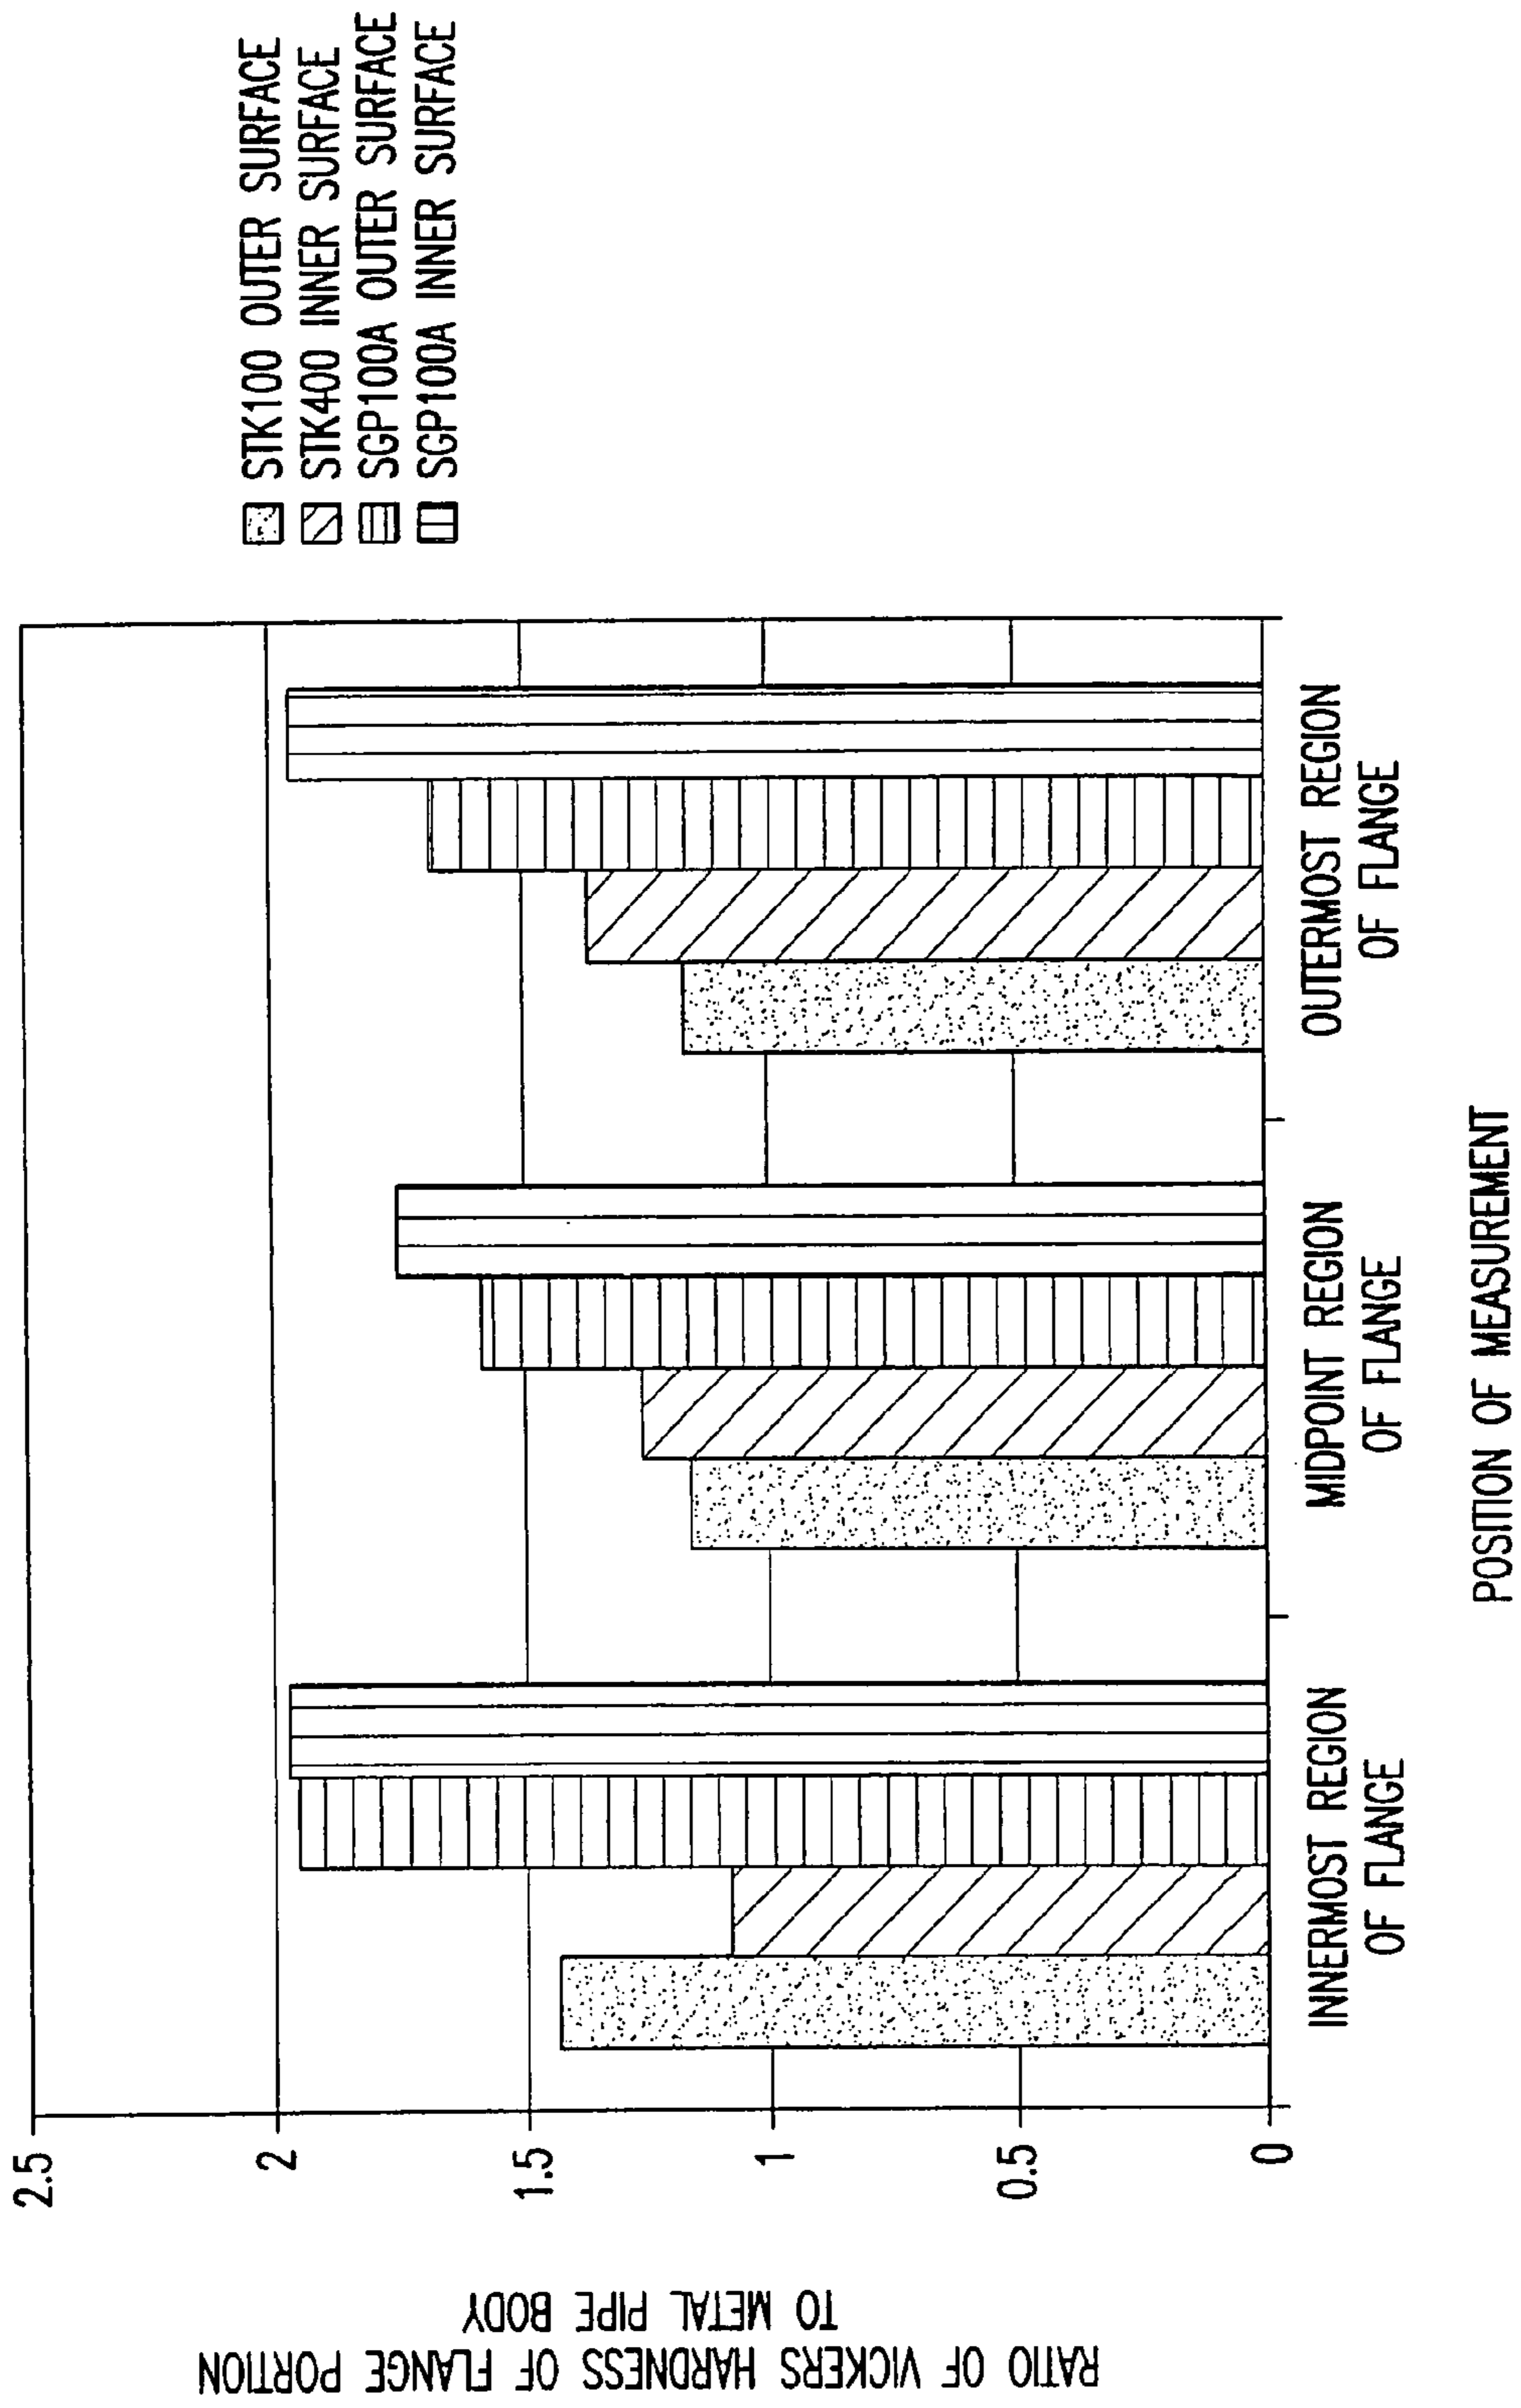 RATIO OF VICKERS HARDNESS OF FLANGE PORTION
TO METAL PIPE BODY
2.5
2
1.5
1
0.5
0
INNERMOST REGION
OF FLANGE
MIDPOINT REGION
OF FLANGE
OUTERMOST REGION
OF FLANGE
POSITION OF MEASUREMENT
STK100 OUTER SURFACE
STK400 INNER SURFACE
SGP100A OUTER SURFACE
SGP100A INNER SURFACE